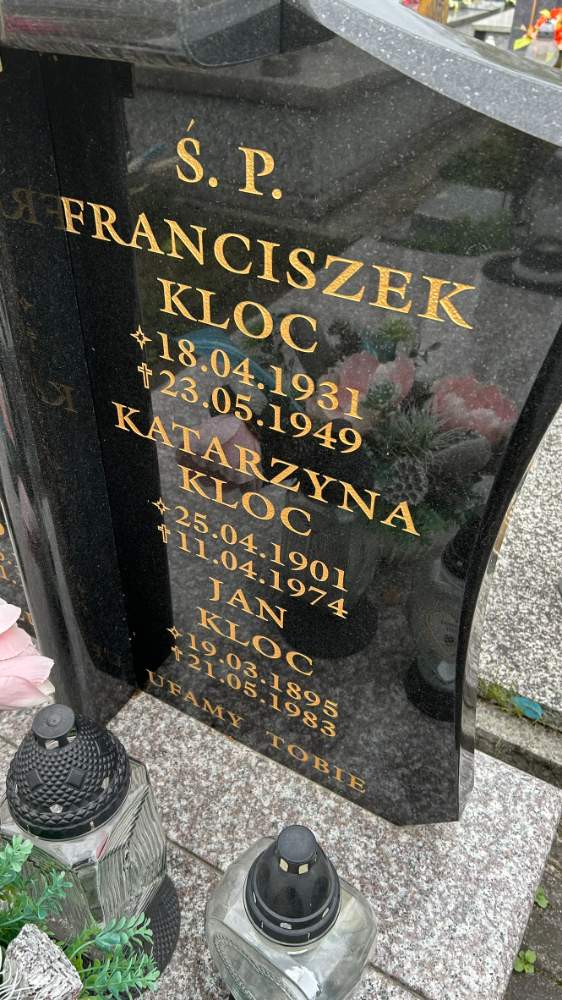 Ś. P.
FRANCISZEK
KLOC
18.04.1931
23.05.1949
KATARZYNA
KLOC
25.04.1901
11.04.1974
JAN
KLOC
19.03.1895
21.05.1983
UFAMY TOBIE